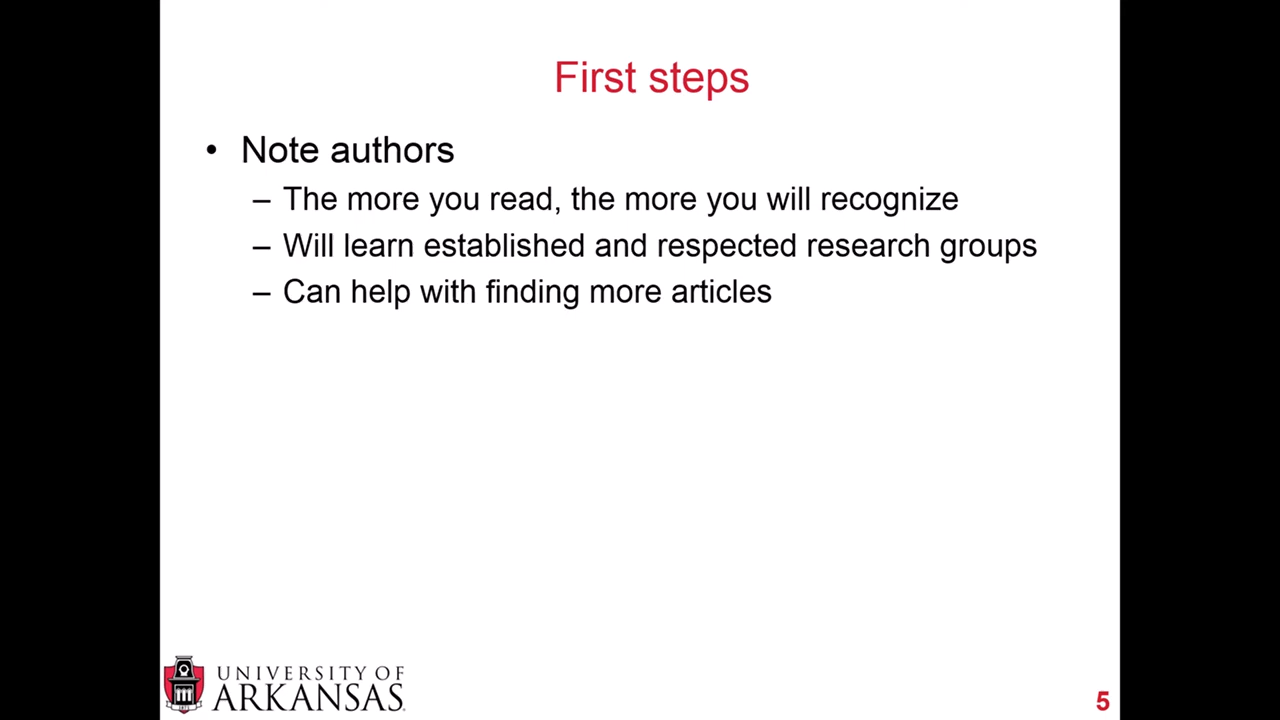 First steps
• Note authors
– The more you read, the more you will recognize
– Will learn established and respected research groups
– Can help with finding more articles
UNIVERSITY OF
ARKANSAS
5